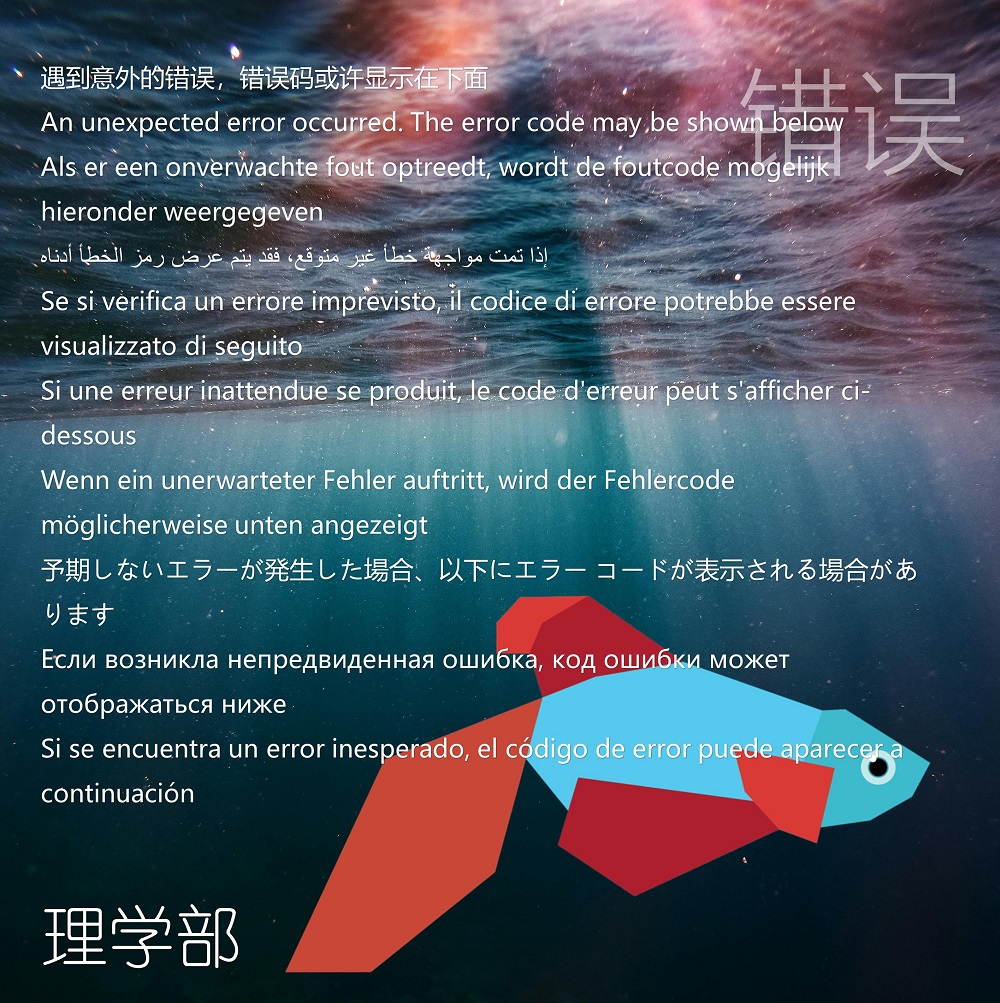 错误
遇到意外的错误，错误码或许显示在下面
An unexpected error occurred. The error code may be shown below
Als er een onverwachte fout optreedt, wordt de foutcode mogelijk
hieronder weergegeven
إذا تمت مواجهة خطأ غير متوقع، فقد يتم عرض رمز الخطأ أدناه
Se si verifica un errore imprevisto, il codice di errore potrebbe essere
visualizzato di seguito
Si une erreur inattendue se produit, le code d'erreur peut s'afficher ci-
dessous
Wenn ein unerwarteter Fehler auftritt, wird der Fehlercode
möglicherweise unten angezeigt
予期しないエラーが発生した場合、以下にエラー コードが表示される場合があ
ります
Если возникла непредвиденная ошибка, код ошибки может
отображаться ниже
Si se encuentra un error inesperado, el código de error puede aparecer a
continuación
理学部